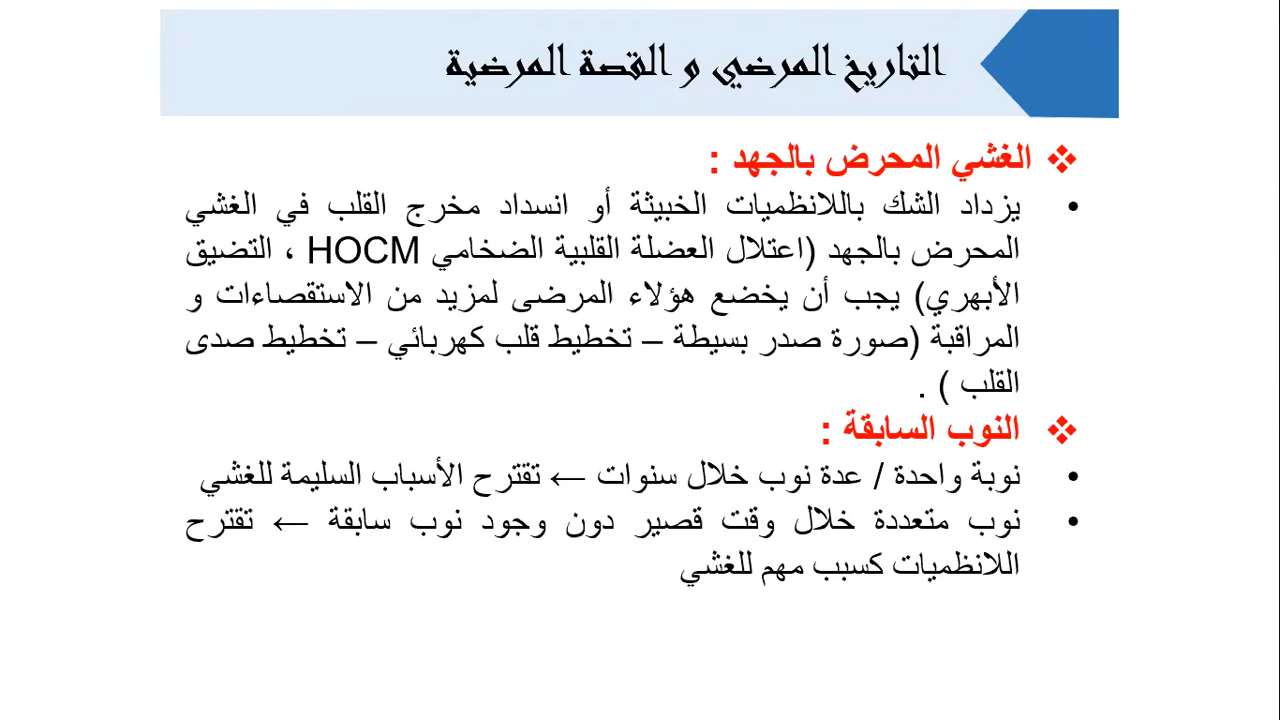 التاريخ المرضي و القصة المرضية
❖ الغشي المحرض بالجهد :
• يزداد الشك باللانظميات الخبيثة أو انسداد مخرج القلب في الغشي
المحرض بالجهد (اعتلال العضلة القلبية الضخامي HOCM ، التضيق
الأبهري) يجب أن يخضع هؤلاء المرضى لمزيد من الاستقصاءات و
المراقبة (صورة صدر بسيطة – تخطيط قلب كهربائي – تخطيط صدى
القلب ) .
❖ النوب السابقة :
• نوبة واحدة / عدة نوب خلال سنوات ← تقترح الأسباب السليمة للغشي
• نوب متعددة خلال وقت قصير دون وجود نوب سابقة ← تقترح
اللانظميات كسبب مهم للغشي